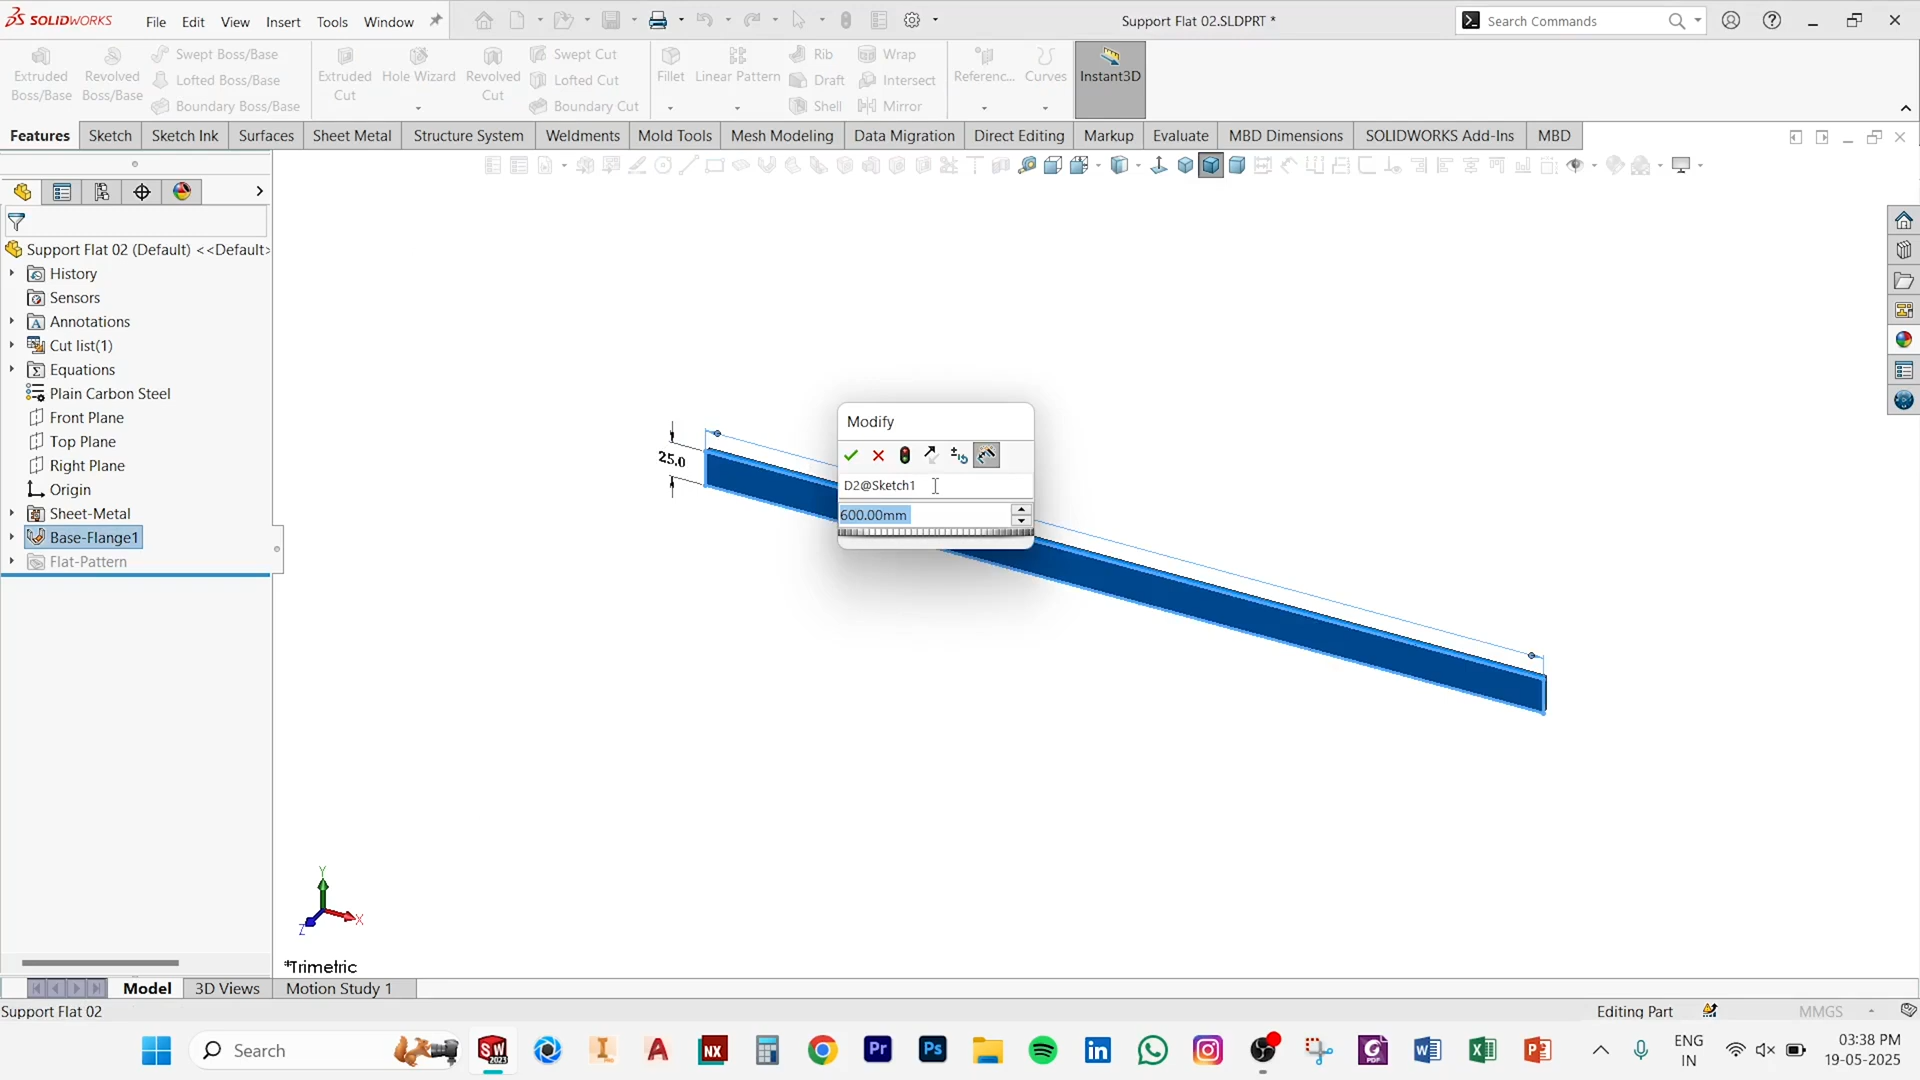 SOLIDWORKS
File Edit View Insert Tools Window
Support Flat 02.SLDPRT *
Search Commands
Extruded Boss/Base
Revolved Boss/Base
Swept Boss/Base
Lofted Boss/Base
Boundary Boss/Base
Extruded Cut
Hole Wizard
Revolved Cut
Swept Cut
Lofted Cut
Boundary Cut
Fillet
Linear Pattern
Rib
Draft
Shell
Wrap
Intersect
Mirror
Referenc...
Curves
Instant3D
Features Sketch Sketch Ink Surfaces Sheet Metal Structure System Weldments Mold Tools Mesh Modeling Data Migration Direct Editing Markup Evaluate MBD Dimensions SOLIDWORKS Add-Ins MBD
Support Flat 02 (Default) <<Default>
History
Sensors
Annotations
Cut list(1)
Equations
Plain Carbon Steel
Front Plane
Top Plane
Right Plane
Origin
Sheet-Metal
Base-Flange1
Flat-Pattern
25.0
Modify
D2@Sketch1
600.00mm
Y
X
Z
*Trimetric
Model 3D Views Motion Study 1
Support Flat 02
Editing Part
MMGS
Search
SW
2023
NX
Pr
Ps
ENG
IN
03:38 PM
19-05-2025